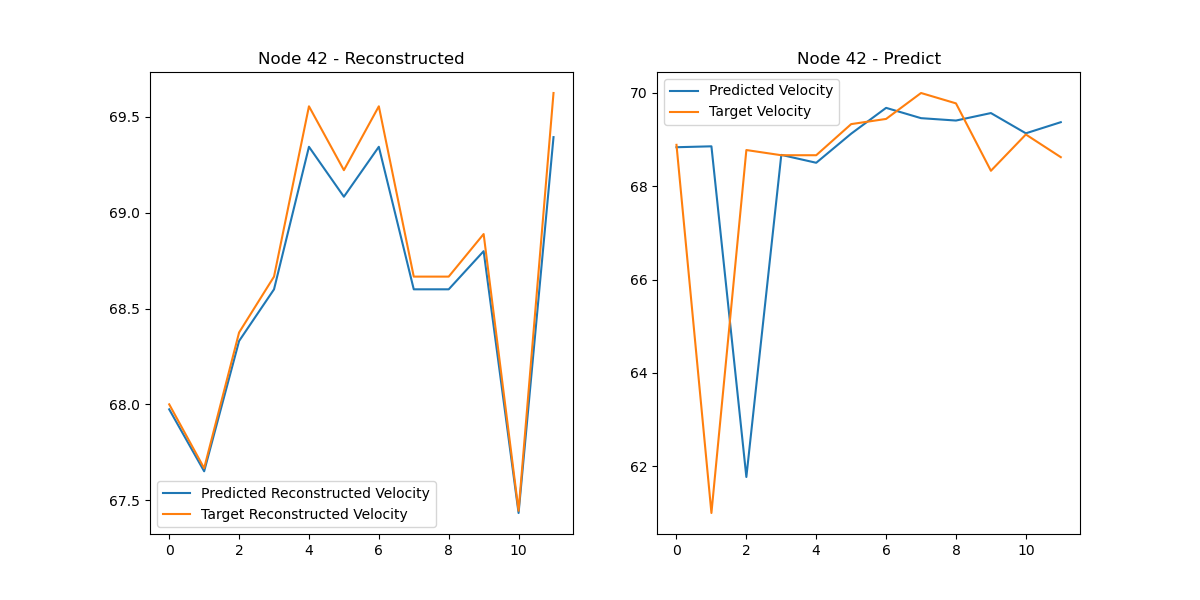 Node 42 - Reconstructed
69.5
69.0
68.5
68.0
67.5
Predicted Reconstructed Velocity
Target Reconstructed Velocity
0 2 4 6 8 10
Node 42 - Predict
Predicted Velocity
Target Velocity
70
68
66
64
62
0 2 4 6 8 10